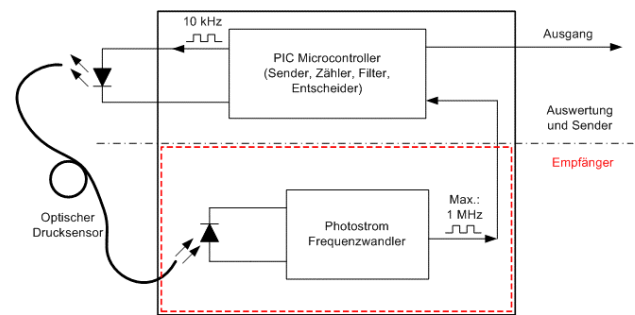 10 kHz
PIC Microcontroller
(Sender, Zähler, Filter,
Entscheider)
Ausgang
Auswertung
und Sender
Empfänger
Optischer
Drucksensor
Photostrom
Frequenzwandler
Max.:
1 MHz